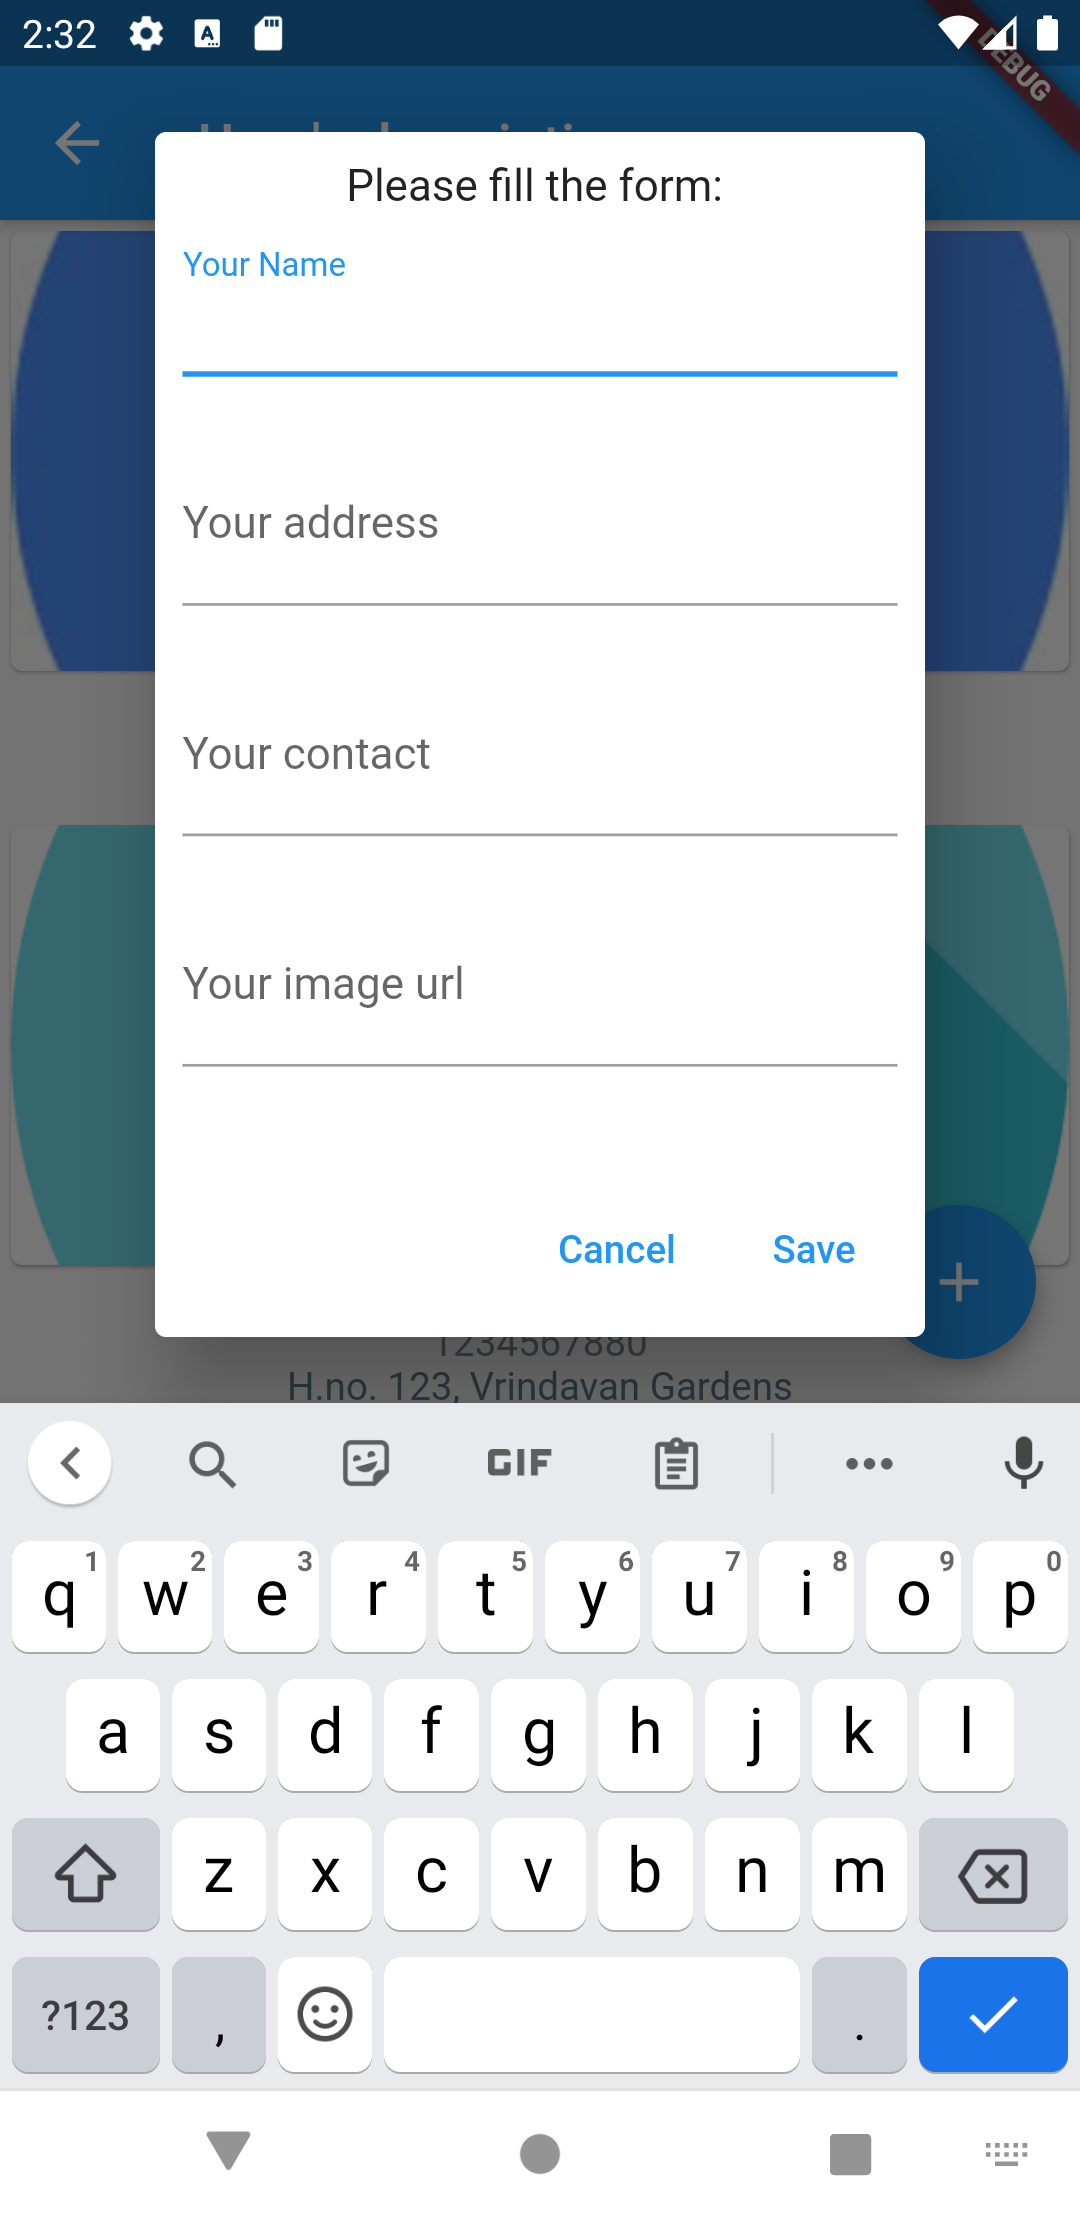 2:32
DEBUG
Please fill the form:
Your Name
Your address
Your contact
Your image url
Cancel
Save
1234567880
H.no. 123, Vrindavan Gardens
GIF
q 1 w 2 e 3 r 4 t 5 y 6 u 7 i 8 o 9 p 0
a s d f g h j k l
z x c v b n m
?123 , .